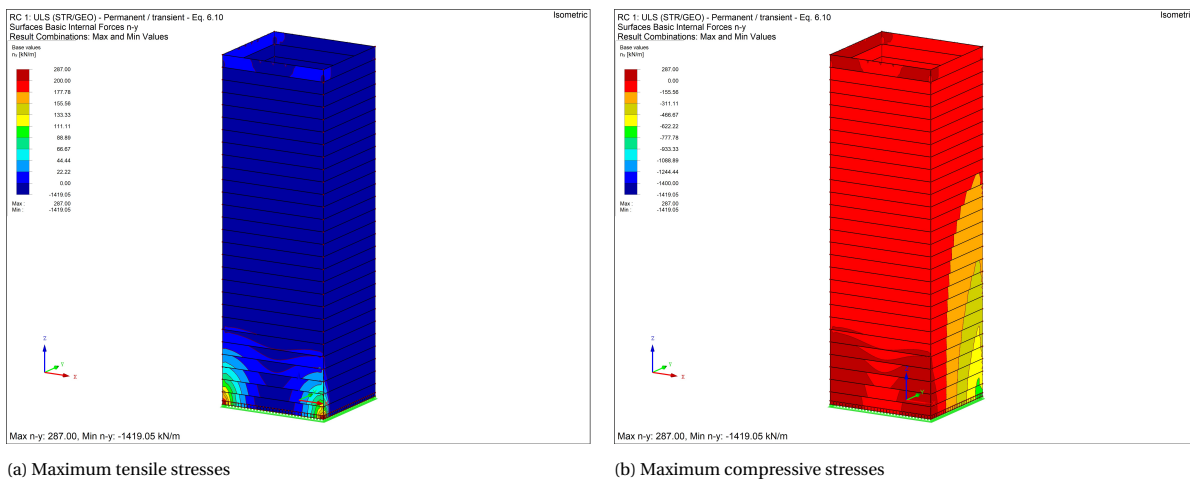 RC 1: ULS (STR/GEO) - Permanent / transient - Eq. 6.10
Isometric
Surfaces Basic Internal Forces n-y
Result Combinations: Max and Min Values
Base values
nᵧ [kN/m]
287.00
200.00
177.78
155.56
133.33
111.11
88.89
66.67
44.44
22.22
0.00
-1419.05
Max : 287.00
Min : -1419.05
Z
Y
X
Max n-y: 287.00, Min n-y: -1419.05 kN/m
(a) Maximum tensile stresses
RC 1: ULS (STR/GEO) - Permanent / transient - Eq. 6.10
Isometric
Surfaces Basic Internal Forces n-y
Result Combinations: Max and Min Values
Base values
nᵧ [kN/m]
287.00
0.00
-155.56
-311.11
-466.67
-622.22
-777.78
-933.33
-1088.89
-1244.44
-1400.00
-1419.05
Max : 287.00
Min : -1419.05
Z
Y
X
Max n-y: 287.00, Min n-y: -1419.05 kN/m
(b) Maximum compressive stresses